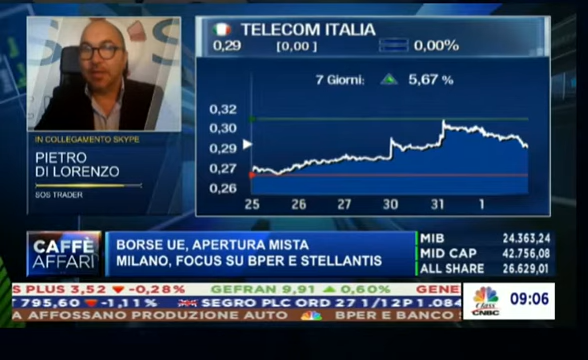 TELECOM ITALIA
0,29 [0,00] 0,00%
7 Giorni: 5,67 %
0,32
0,30
0,29
0,27
0,26
25 26 27 30 31 1
IN COLLEGAMENTO SKYPE
PIETRO
DI LORENZO
SOS TRADER
CAFFÈ
AFFARI
BORSE UE, APERTURA MISTA
MILANO, FOCUS SU BPER E STELLANTIS
MIB 24.363,24
MID CAP 42.756,08
ALL SHARE 26.629,01
S PLUS 3,52 -0,28% GEFRAN 9,91 0,60% GENE
T 795,60 -1,11% SEGRO PLC ORD 27 1/12P 1.084
A AFFOSSANO PRODUZIONE AUTO BPER E BANCO S
Class
CNBC
09:06